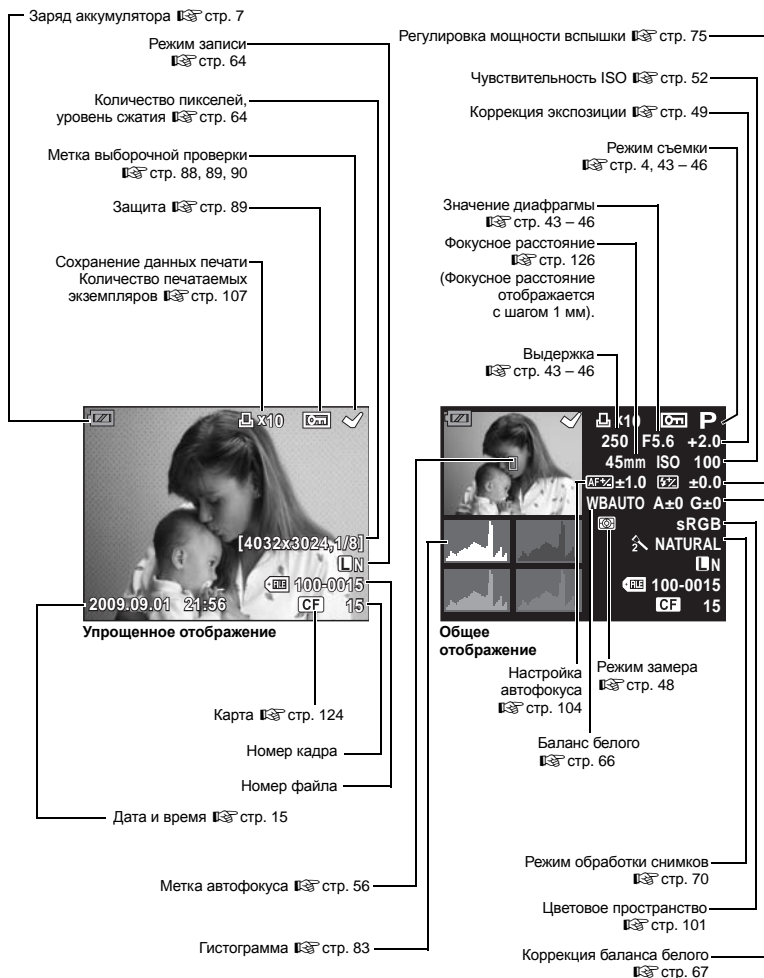 Заряд аккумулятора ☞ стр. 7
Режим записи
☞ стр. 64
Количество пикселей,
уровень сжатия ☞ стр. 64
Метка выборочной проверки
☞ стр. 88, 89, 90
Защита ☞ стр. 89
Сохранение данных печати
Количество печатаемых
экземпляров ☞ стр. 107
x10
[4032x3024,1/8]
L N
FILE 100-0015
2009.09.01 21:56 CF 15
Упрощенное отображение
Карта ☞ стр. 124
Номер кадра
Номер файла
Дата и время ☞ стр. 15
Метка автофокуса ☞ стр. 56
Гистограмма ☞ стр. 83
Регулировка мощности вспышки ☞ стр. 75
Чувствительность ISO ☞ стр. 52
Коррекция экспозиции ☞ стр. 49
Режим съемки
☞ стр. 4, 43 – 46
Значение диафрагмы
☞ стр. 43 – 46
Фокусное расстояние
☞ стр. 126
(Фокусное расстояние
отображается
с шагом 1 мм).
Выдержка
☞ стр. 43 – 46
x10 P
250 F5.6 +2.0
45mm ISO 100
AF ±1.0 ±0.0
WBAUTO A±0 G±0
sRGB
2 NATURAL
L N
FILE 100-0015
CF 15
Общее
отображение
Настройка
автофокуса
☞ стр. 104
Режим замера
☞ стр. 48
Баланс белого
☞ стр. 66
Режим обработки снимков
☞ стр. 70
Цветовое пространство
☞ стр. 101
Коррекция баланса белого
☞ стр. 67